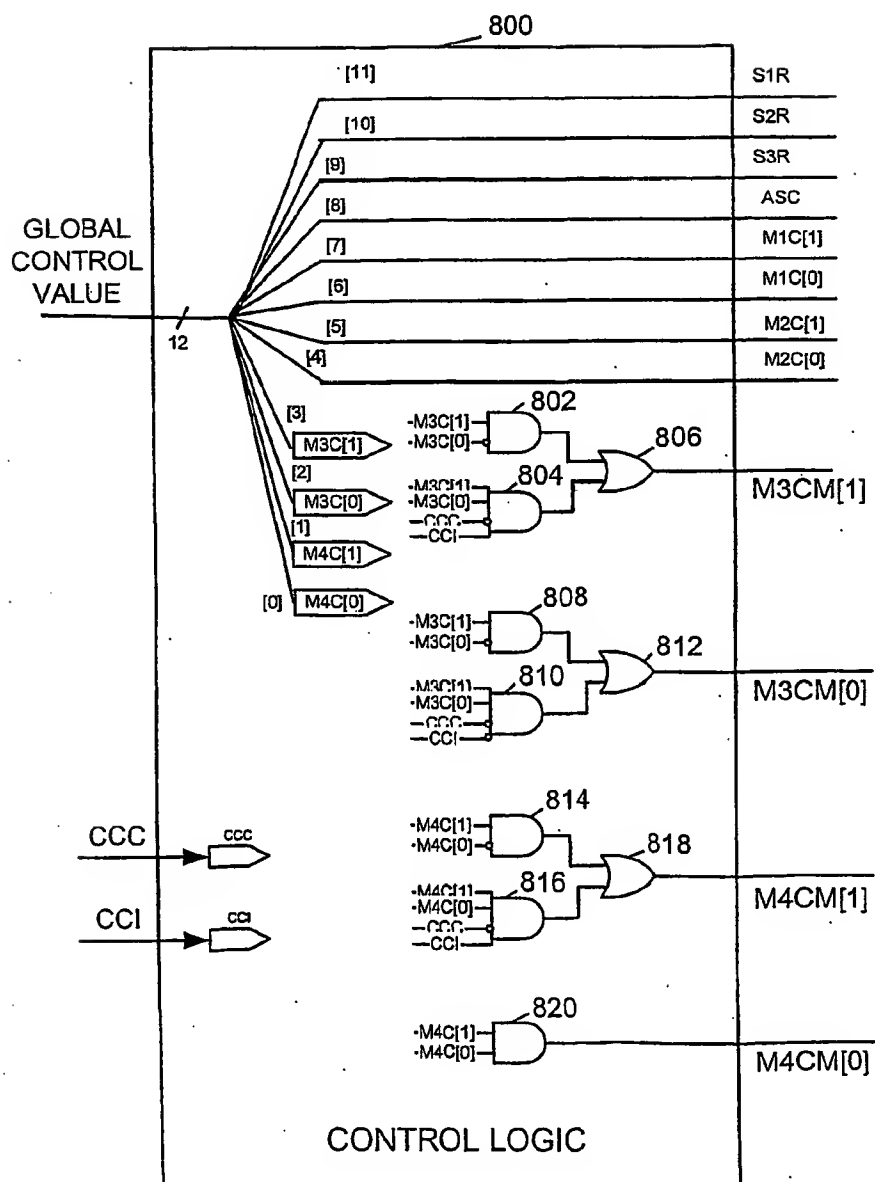 800
[11]
S1R
[10]
S2R
[9]
S3R
[8]
ASC
GLOBAL
CONTROL
VALUE
[7]
M1C[1]
[6]
M1C[0]
12
[5]
M2C[1]
[4]
M2C[0]
[3]
M3C[1]
[2]
M3C[0]
[1]
M4C[1]
[0]
M4C[0]
802
M3C[1]
M3C[0]
806
804
M3C[1]
M3C[0]
CCC
CCI
M3CM[1]
808
M3C[1]
M3C[0]
812
810
M3C[1]
M3C[0]
CCC
CCI
M3CM[0]
814
M4C[1]
M4C[0]
818
816
M4C[1]
M4C[0]
CCC
CCI
M4CM[1]
CCC
CCC
CCI
CCI
820
M4C[1]
M4C[0]
M4CM[0]
CONTROL LOGIC